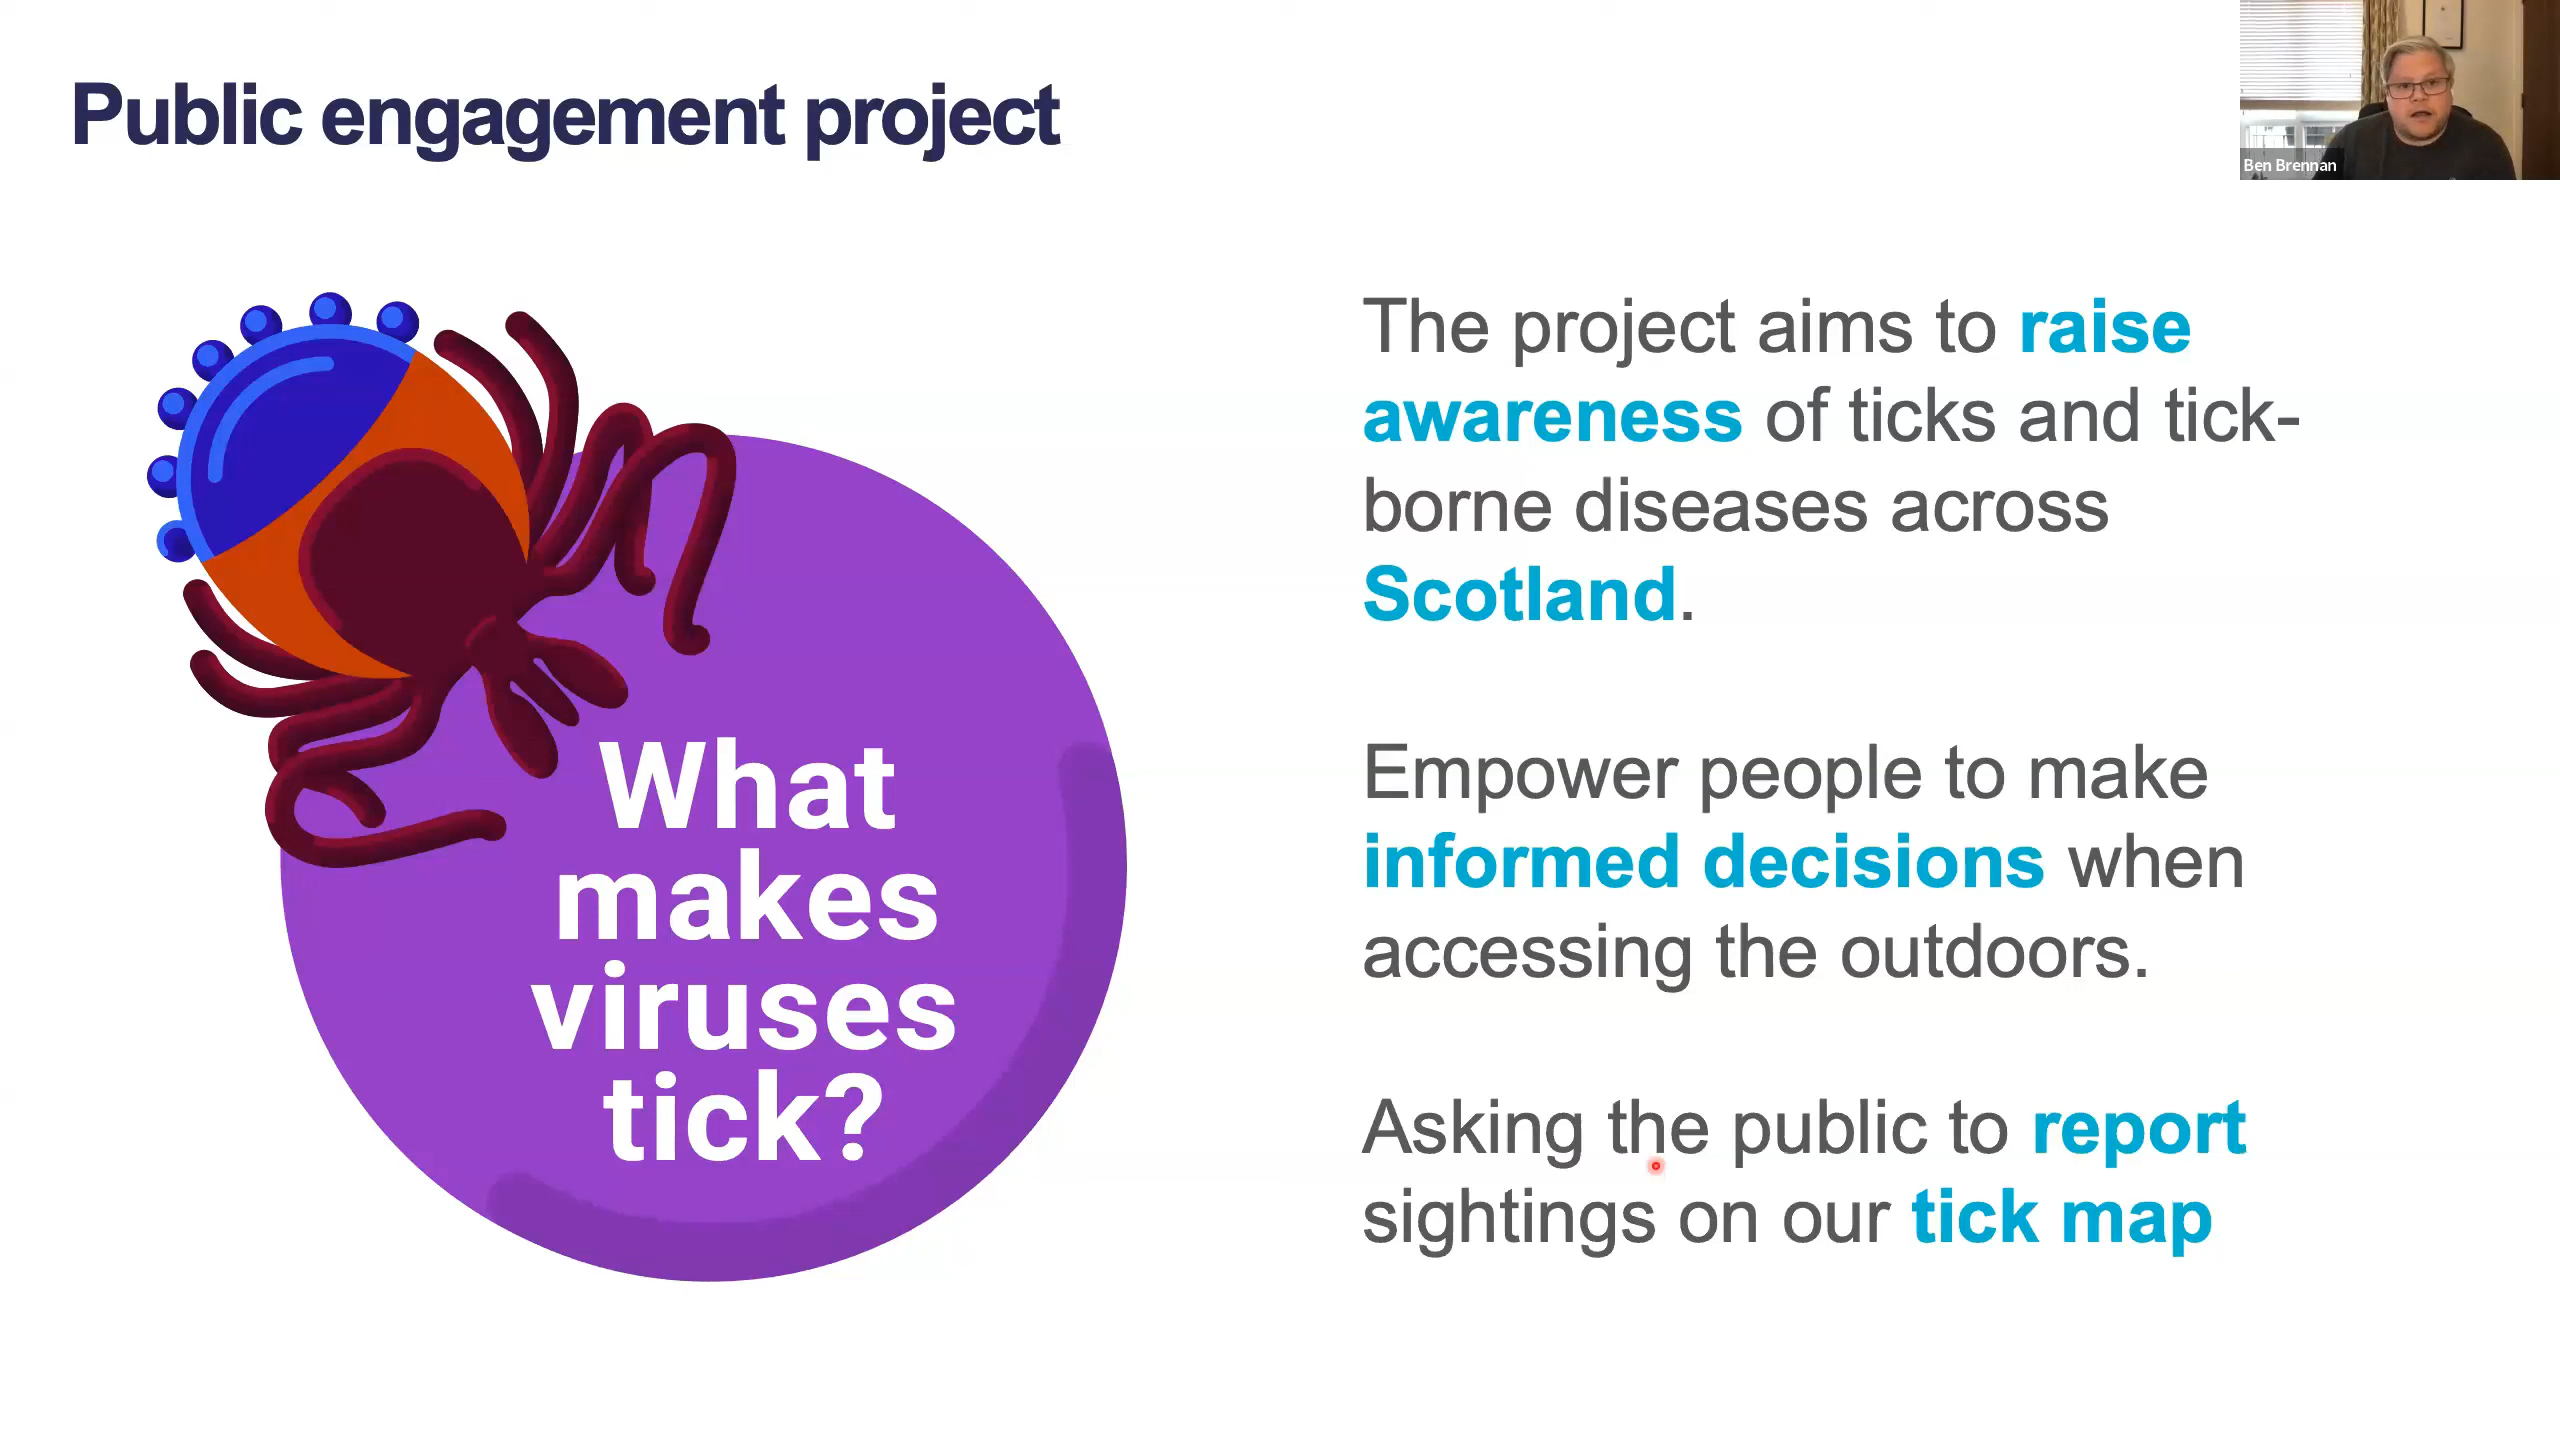 Public engagement project
Ben Brennan
What
makes
viruses
tick?
The project aims to raise
awareness of ticks and tick-
borne diseases across
Scotland.
Empower people to make
informed decisions when
accessing the outdoors.
Asking the public to report
sightings on our tick map